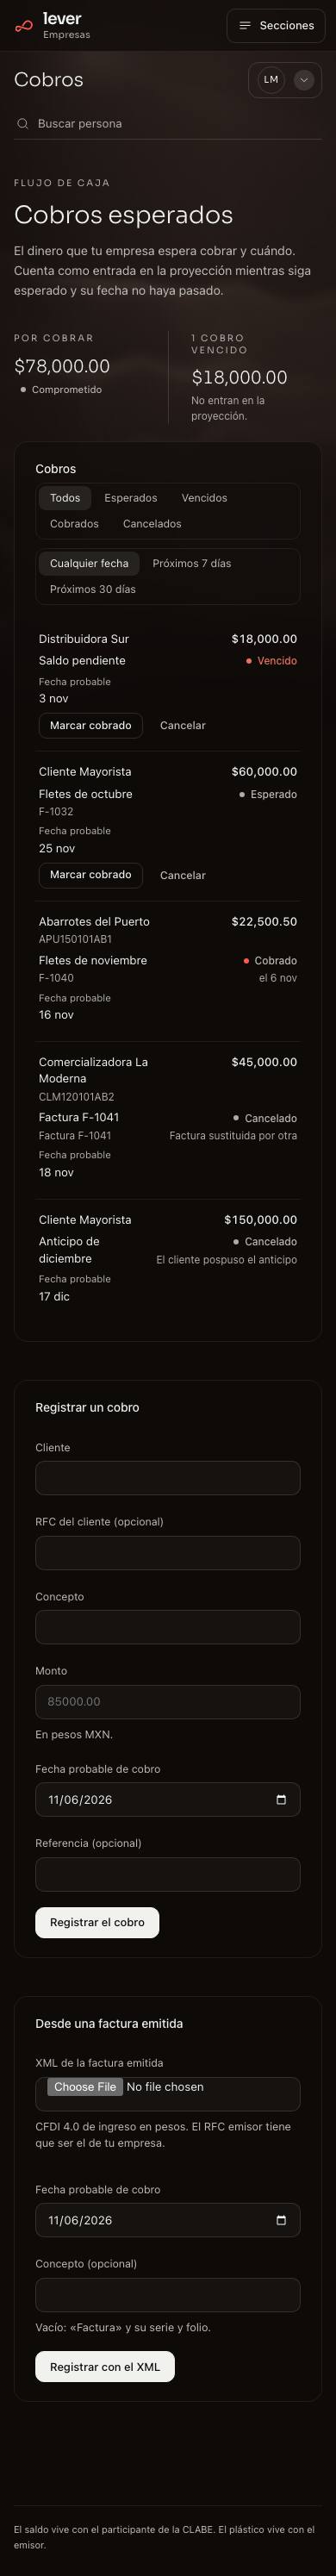 lever
Empresas
Secciones
Cobros
LM
Buscar persona
FLUJO DE CAJA
Cobros esperados
El dinero que tu empresa espera cobrar y cuándo.
Cuenta como entrada en la proyección mientras siga
esperado y su fecha no haya pasado.
POR COBRAR
$78,000.00
Comprometido
1 COBRO
VENCIDO
$18,000.00
No entran en la
proyección.
Cobros
Todos Esperados Vencidos
Cobrados Cancelados
Cualquier fecha Próximos 7 días
Próximos 30 días
Distribuidora Sur $18,000.00
Saldo pendiente Vencido
Fecha probable
3 nov
Marcar cobrado Cancelar
Cliente Mayorista $60,000.00
Fletes de octubre Esperado
F-1032
Fecha probable
25 nov
Marcar cobrado Cancelar
Abarrotes del Puerto $22,500.50
APU150101AB1
Fletes de noviembre Cobrado
F-1040 el 6 nov
Fecha probable
16 nov
Comercializadora La $45,000.00
Moderna
CLM120101AB2
Factura F-1041 Cancelado
Factura F-1041 Factura sustituida por otra
Fecha probable
18 nov
Cliente Mayorista $150,000.00
Anticipo de Cancelado
diciembre El cliente pospuso el anticipo
Fecha probable
17 dic
Registrar un cobro
Cliente
RFC del cliente (opcional)
Concepto
Monto
85000.00
En pesos MXN.
Fecha probable de cobro
11/06/2026
Referencia (opcional)
Registrar el cobro
Desde una factura emitida
XML de la factura emitida
Choose File No file chosen
CFDI 4.0 de ingreso en pesos. El RFC emisor tiene
que ser el de tu empresa.
Fecha probable de cobro
11/06/2026
Concepto (opcional)
Vacío: «Factura» y su serie y folio.
Registrar con el XML
El saldo vive con el participante de la CLABE. El plástico vive con el
emisor.